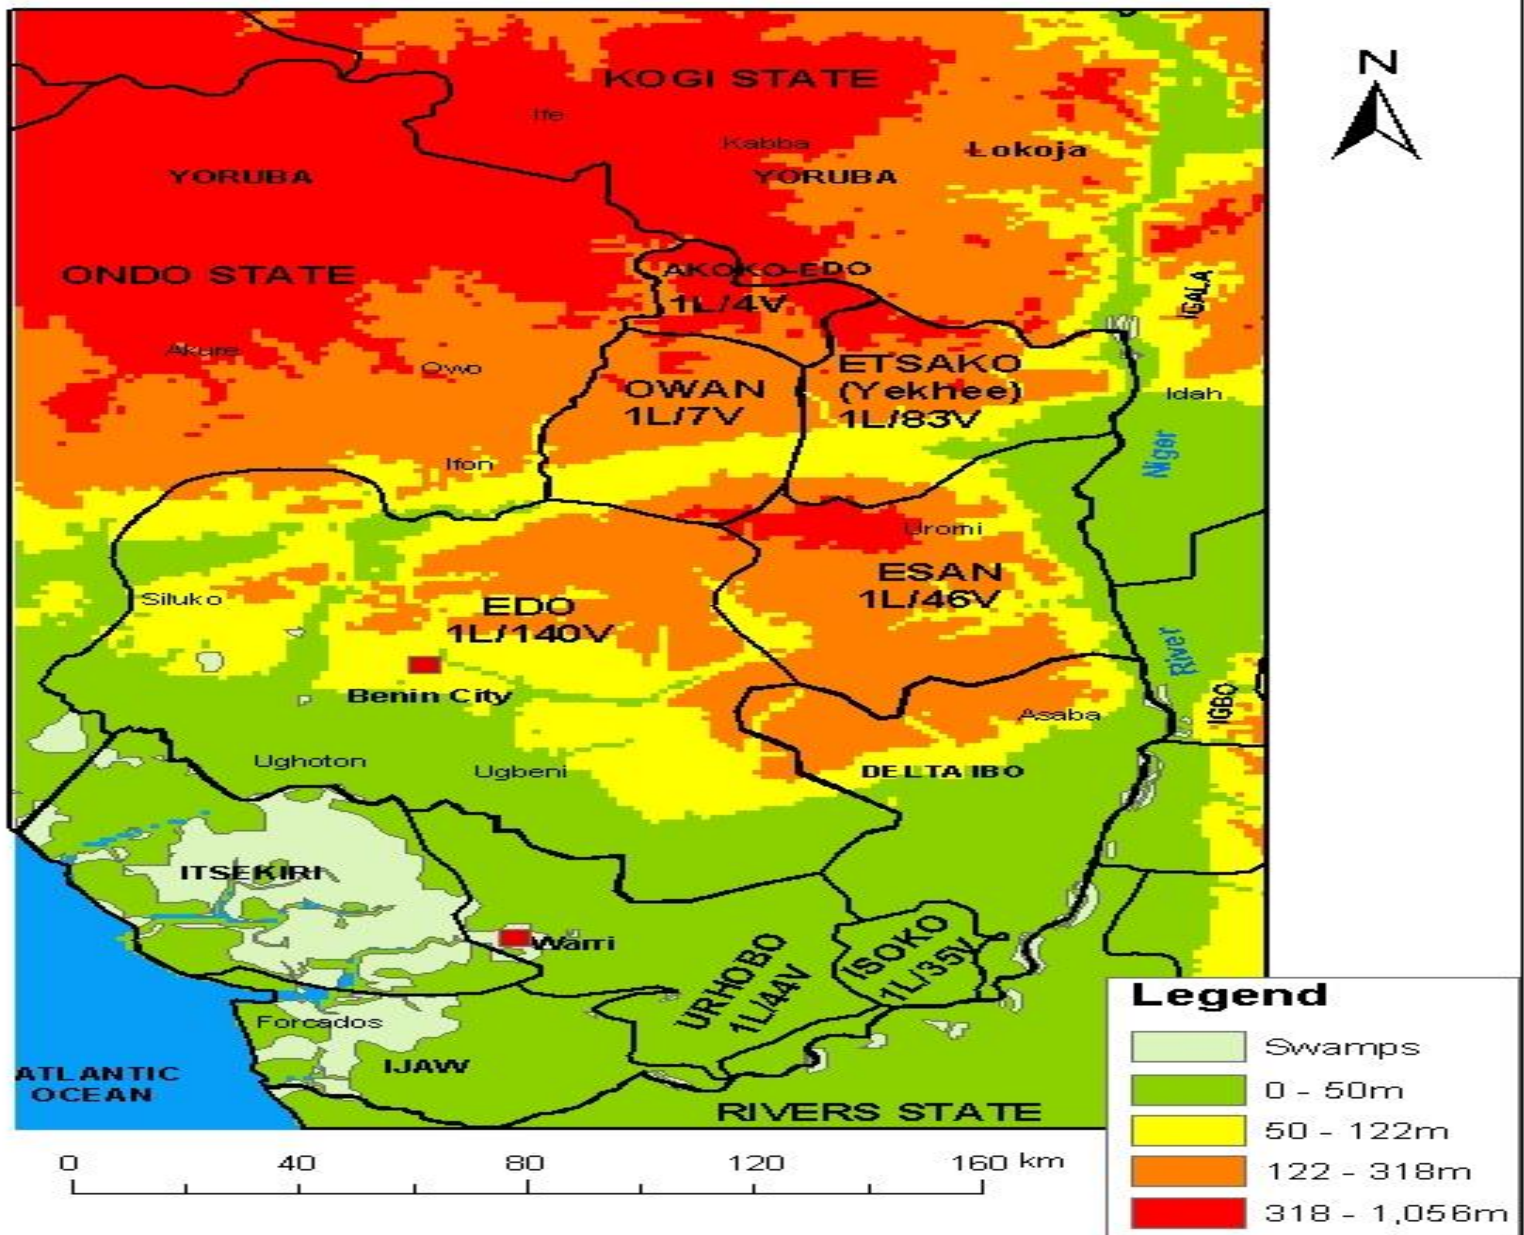 N
KOGI STATE
Ife
Kabba
Lokoja
YORUBA
YORUBA
ONDO STATE
AKOKO-EDO
1L/4V
IGALA
Akure
Owo
OWAN
1L/7V
ETSAKO
(Yekhee)
1L/83V
Idah
Ifon
Niger
Uromi
ESAN
1L/46V
Siluko
EDO
1L/140V
River
Benin City
IGBO
Asaba
Ughoton
Ugbeni
DELTA IBO
ITSEKIRI
Warri
URHOBO
1L/44V
ISOKO
1L/35V
Forcados
IJAW
ATLANTIC
OCEAN
RIVERS STATE
0 40 80 120 160 km
Legend
Swamps
0 - 50m
50 - 122m
122 - 318m
318 - 1,056m